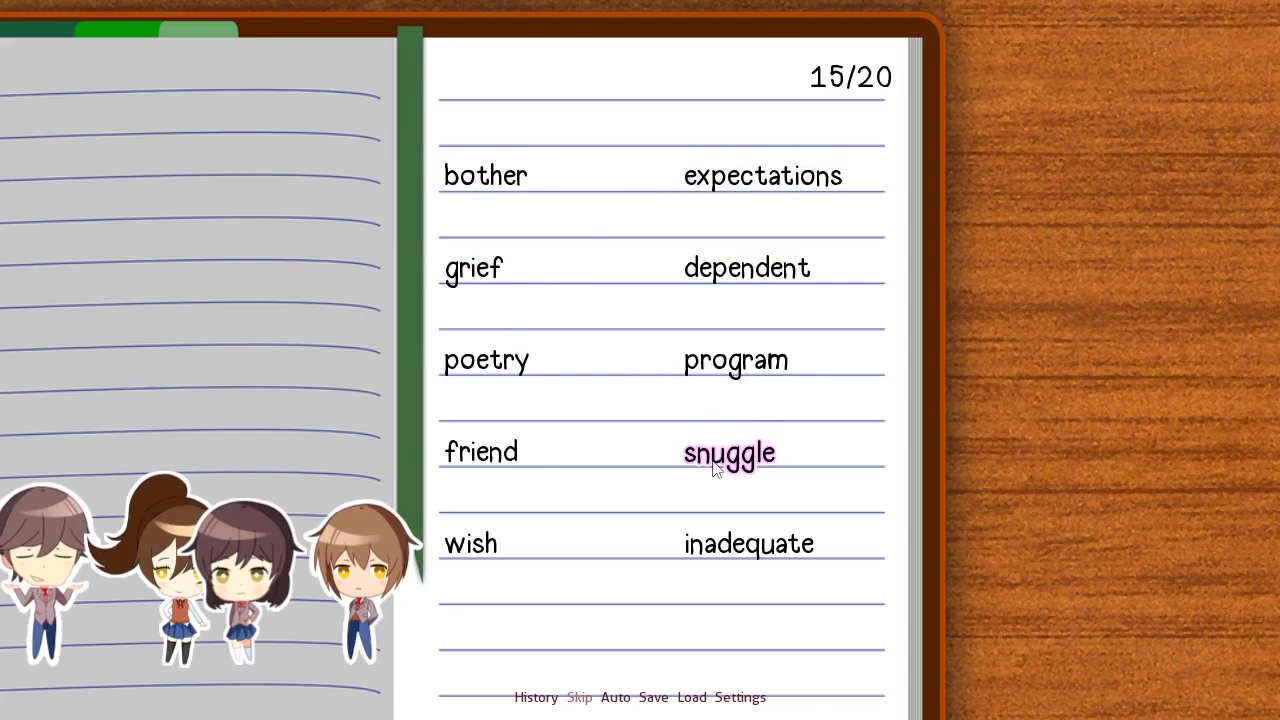 15/20
bother expectations
grief dependent
poetry program
friend snuggle
wish inadequate
History Skip Auto Save Load Settings